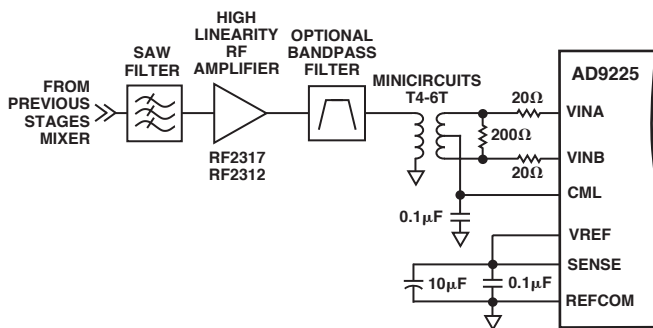 FROM
PREVIOUS
STAGES
MIXER
SAW
FILTER
HIGH
LINEARITY
RF
AMPLIFIER
RF2317
RF2312
OPTIONAL
BANDPASS
FILTER
MINICIRCUITS
T4-6T
20Ω
200Ω
20Ω
0.1μF
10μF
0.1μF
AD9225
VINA
VINB
CML
VREF
SENSE
REFCOM